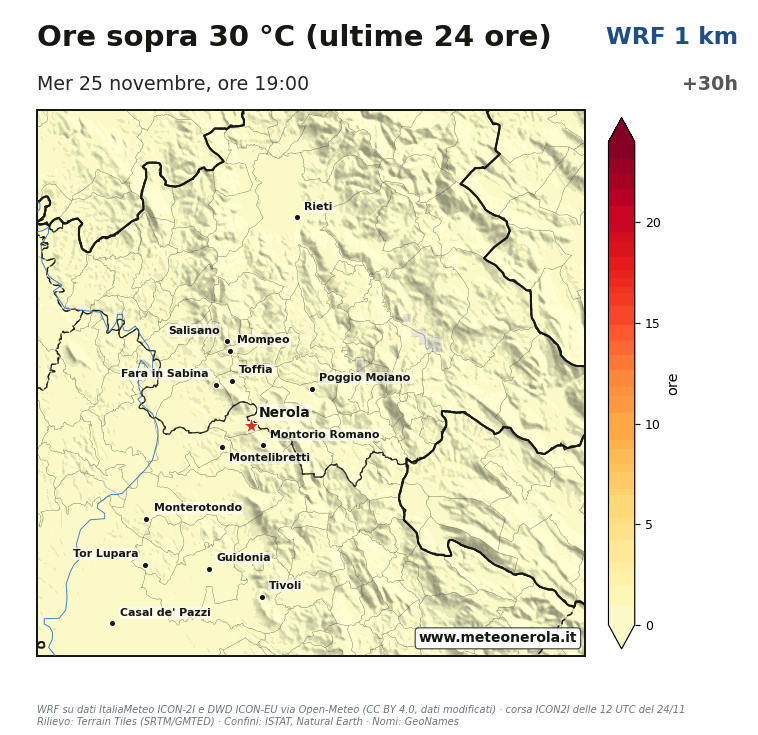 Ore sopra 30 °C (ultime 24 ore)
WRF 1 km
Mer 25 novembre, ore 19:00
+30h
Rieti
Salisano
Mompeo
Fara in Sabina
Toffia
Poggio Moiano
Nerola
Montorio Romano
Montelibretti
Monterotondo
Tor Lupara
Guidonia
Tivoli
Casal de' Pazzi
www.meteonerola.it
20
15
10
5
0
ore
WRF su dati ItaliaMeteo ICON-2I e DWD ICON-EU via Open-Meteo (CC BY 4.0, dati modificati) · corsa ICON2I delle 12 UTC del 24/11
Rilievo: Terrain Tiles (SRTM/GMTED) · Confini: ISTAT, Natural Earth · Nomi: GeoNames